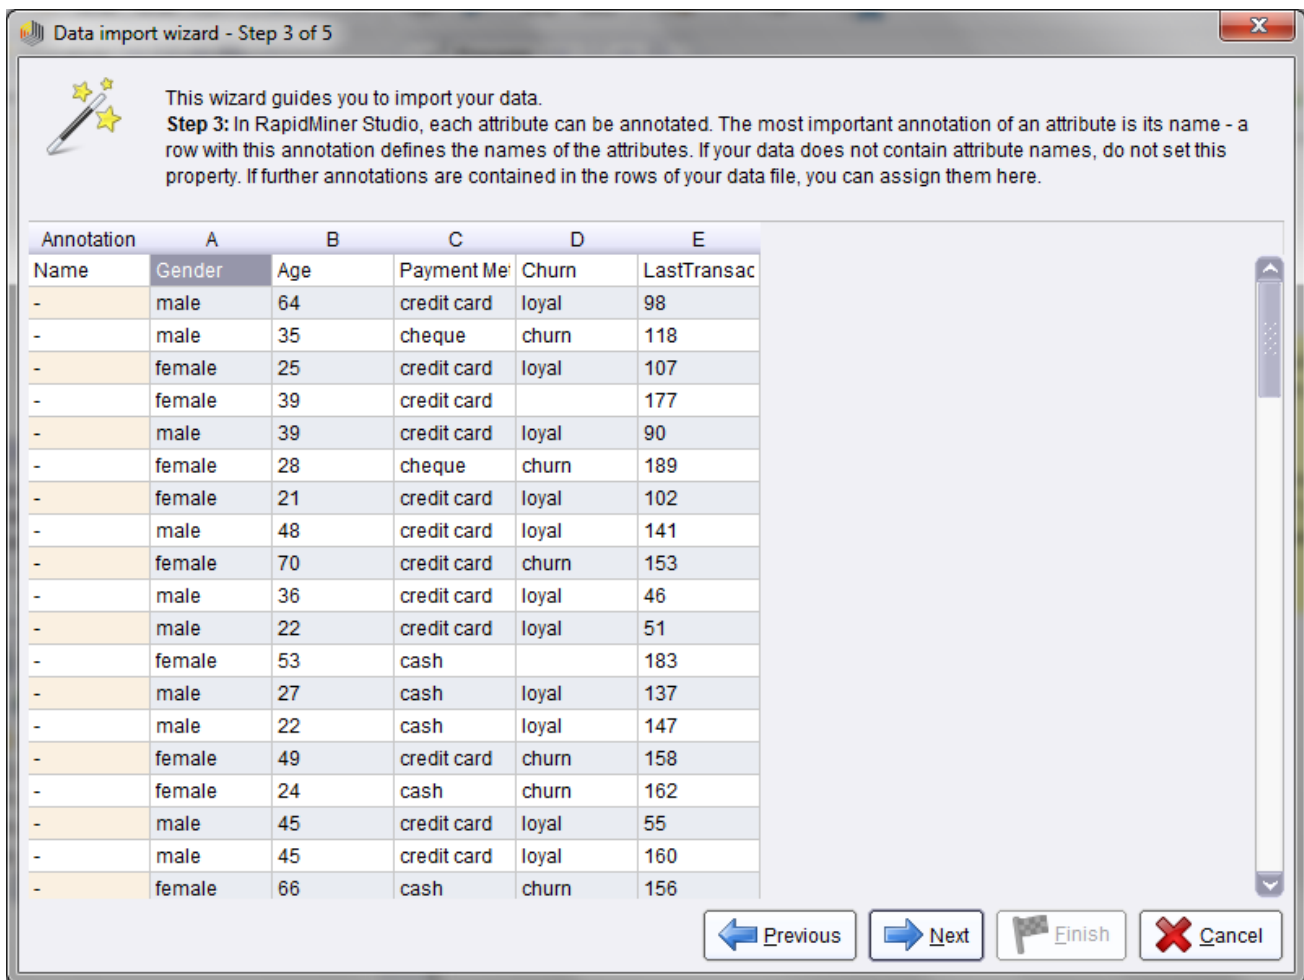 Data import wizard - Step 3 of 5
This wizard guides you to import your data.
Step 3: In RapidMiner Studio, each attribute can be annotated. The most important annotation of an attribute is its name - a
row with this annotation defines the names of the attributes. If your data does not contain attribute names, do not set this
property. If further annotations are contained in the rows of your data file, you can assign them here.
Annotation A B C D E
Name Gender Age Payment Met Churn LastTransac
- male 64 credit card loyal 98
- male 35 cheque churn 118
- female 25 credit card loyal 107
- female 39 credit card 177
- male 39 credit card loyal 90
- female 28 cheque churn 189
- female 21 credit card loyal 102
- male 48 credit card loyal 141
- female 70 credit card churn 153
- male 36 credit card loyal 46
- male 22 credit card loyal 51
- female 53 cash 183
- male 27 cash loyal 137
- male 22 cash loyal 147
- female 49 credit card churn 158
- female 24 cash churn 162
- male 45 credit card loyal 55
- male 45 credit card loyal 160
- female 66 cash churn 156
Previous Next Finish Cancel